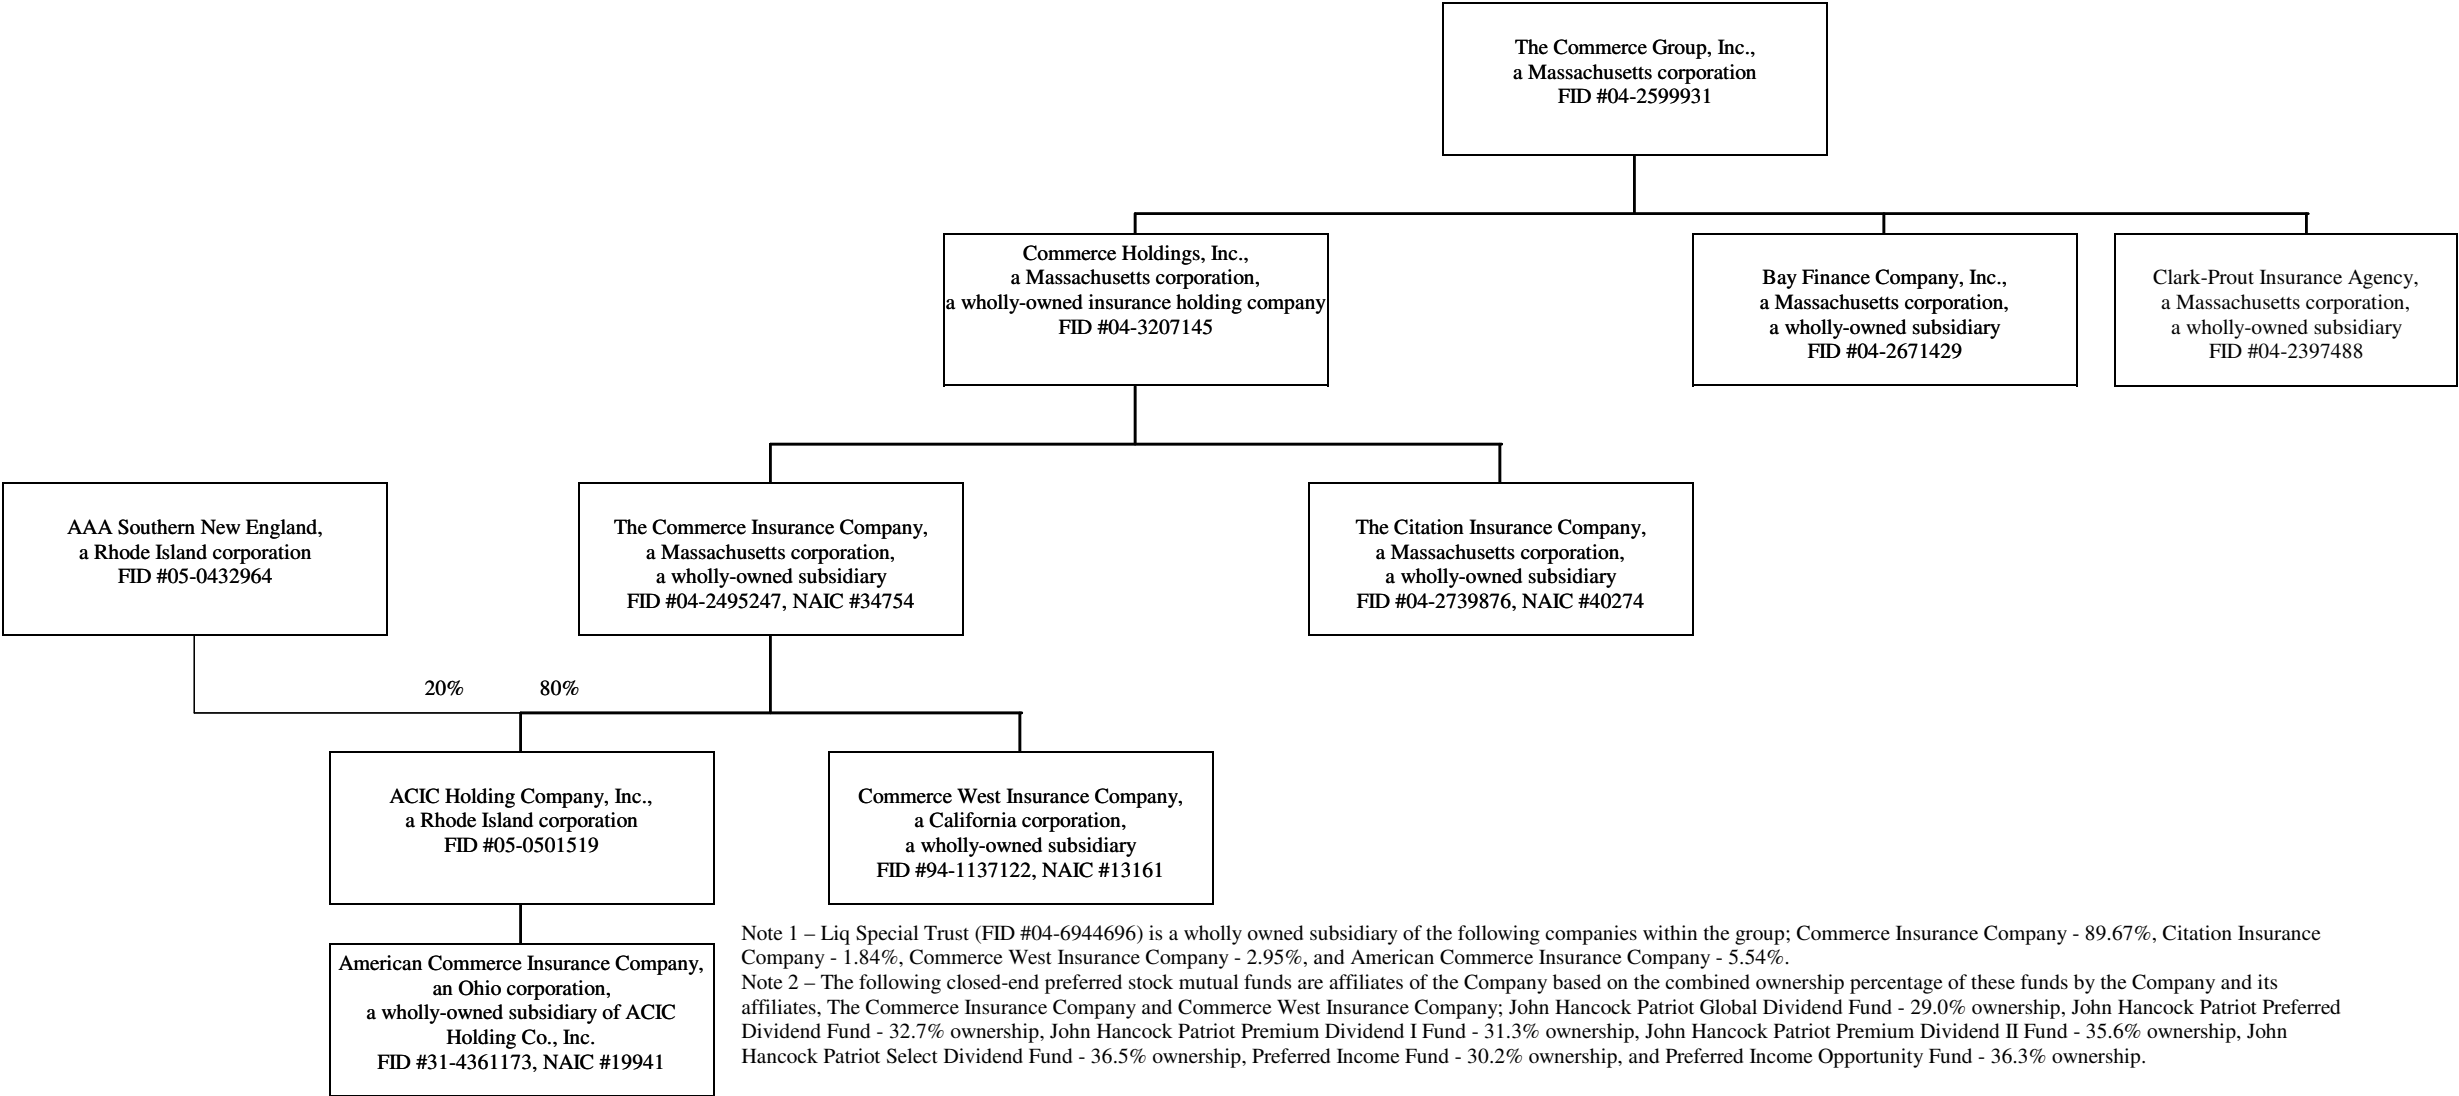 The Commerce Group, Inc.,
a Massachusetts corporation
FID #04-2599931
Commerce Holdings, Inc.,
a Massachusetts corporation,
a wholly-owned insurance holding company
FID #04-3207145
Bay Finance Company, Inc.,
a Massachusetts corporation,
a wholly-owned subsidiary
FID #04-2671429
Clark-Prout Insurance Agency,
a Massachusetts corporation,
a wholly-owned subsidiary
FID #04-2397488
AAA Southern New England,
a Rhode Island corporation
FID #05-0432964
The Commerce Insurance Company,
a Massachusetts corporation,
a wholly-owned subsidiary
FID #04-2495247, NAIC #34754
The Citation Insurance Company,
a Massachusetts corporation,
a wholly-owned subsidiary
FID #04-2739876, NAIC #40274
20%
80%
ACIC Holding Company, Inc.,
a Rhode Island corporation
FID #05-0501519
Commerce West Insurance Company,
a California corporation,
a wholly-owned subsidiary
FID #94-1137122, NAIC #13161
American Commerce Insurance Company,
an Ohio corporation,
a wholly-owned subsidiary of ACIC
Holding Co., Inc.
FID #31-4361173, NAIC #19941
Note 1 – Liq Special Trust (FID #04-6944696) is a wholly owned subsidiary of the following companies within the group; Commerce Insurance Company - 89.67%, Citation Insurance
Company - 1.84%, Commerce West Insurance Company - 2.95%, and American Commerce Insurance Company - 5.54%.
Note 2 – The following closed-end preferred stock mutual funds are affiliates of the Company based on the combined ownership percentage of these funds by the Company and its
affiliates, The Commerce Insurance Company and Commerce West Insurance Company; John Hancock Patriot Global Dividend Fund - 29.0% ownership, John Hancock Patriot Preferred
Dividend Fund - 32.7% ownership, John Hancock Patriot Premium Dividend I Fund - 31.3% ownership, John Hancock Patriot Premium Dividend II Fund - 35.6% ownership, John
Hancock Patriot Select Dividend Fund - 36.5% ownership, Preferred Income Fund - 30.2% ownership, and Preferred Income Opportunity Fund - 36.3% ownership.